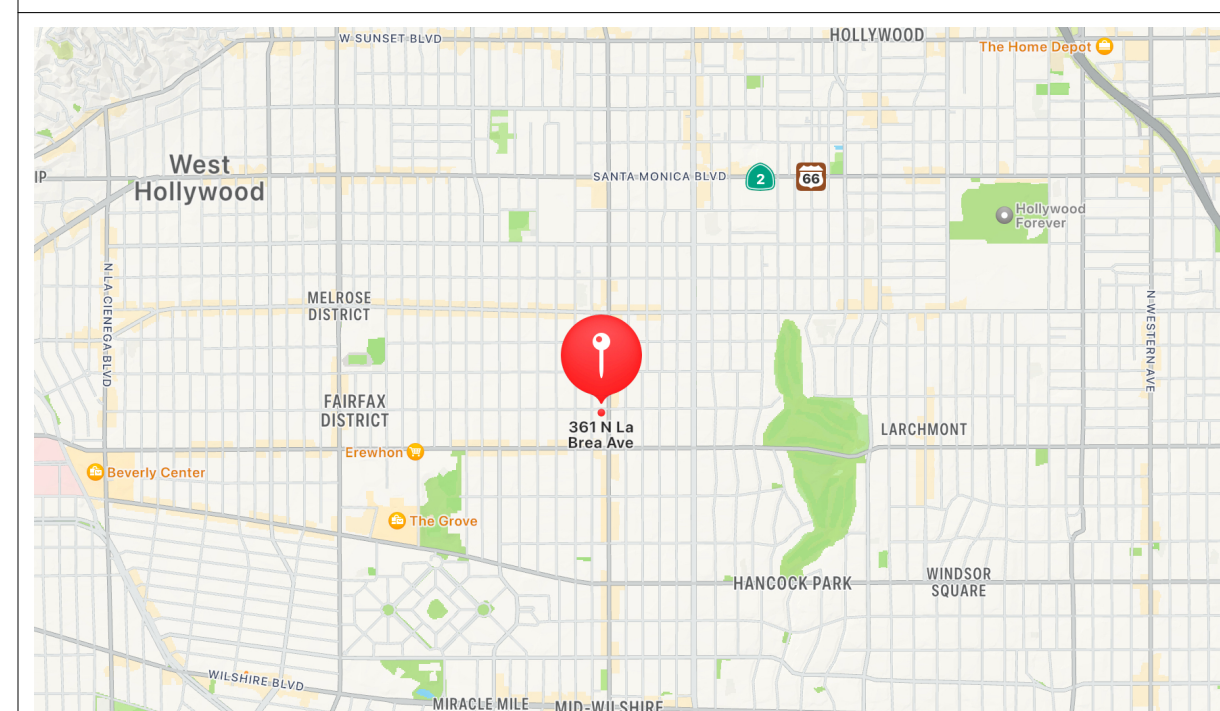 W SUNSET BLVD
HOLLYWOOD
The Home Depot
West
Hollywood
IP
SANTA MONICA BLVD
2
66
Hollywood
Forever
N LA CIENEGA BLVD
MELROSE
DISTRICT
N WESTERN AVE
FAIRFAX
DISTRICT
361 N La
Brea Ave
LARCHMONT
Erewhon
Beverly Center
The Grove
HANCOCK PARK
WINDSOR
SQUARE
WILSHIRE BLVD
MIRACLE MILE
MID-WILSHIRE